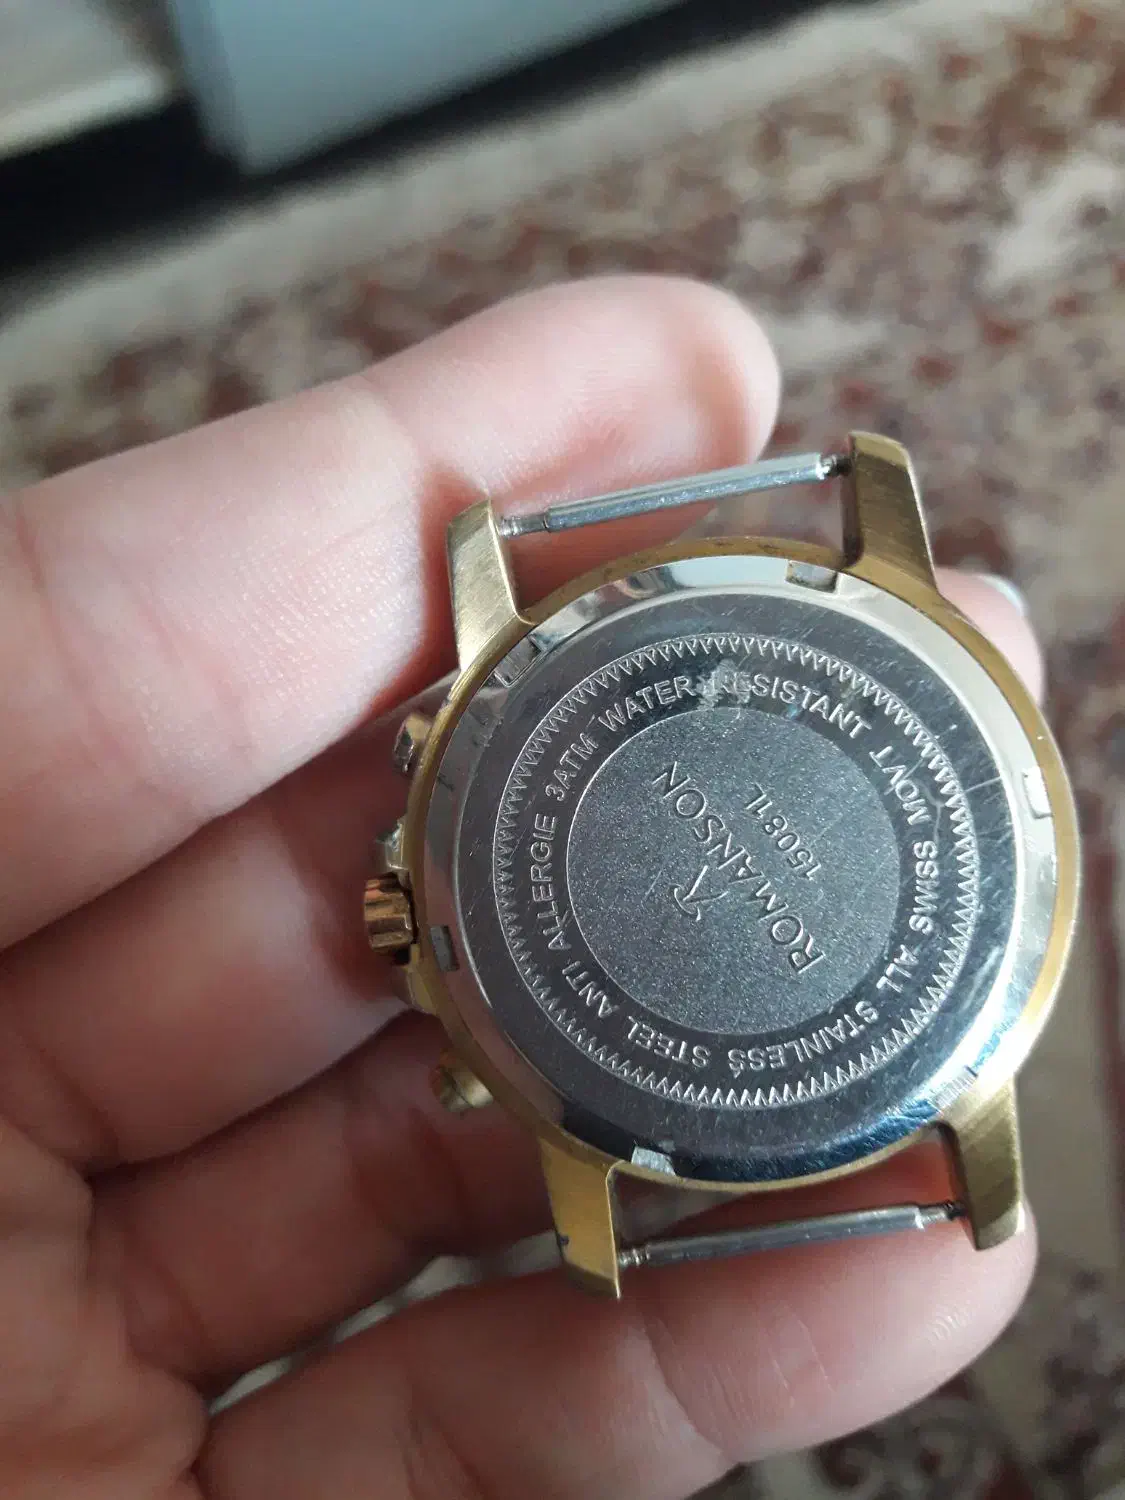 ROMANSON
15081L
WATER RESISTANT SWISS MOVT ALL STAINLESS STEEL ANTI ALLERGIE 3ATM